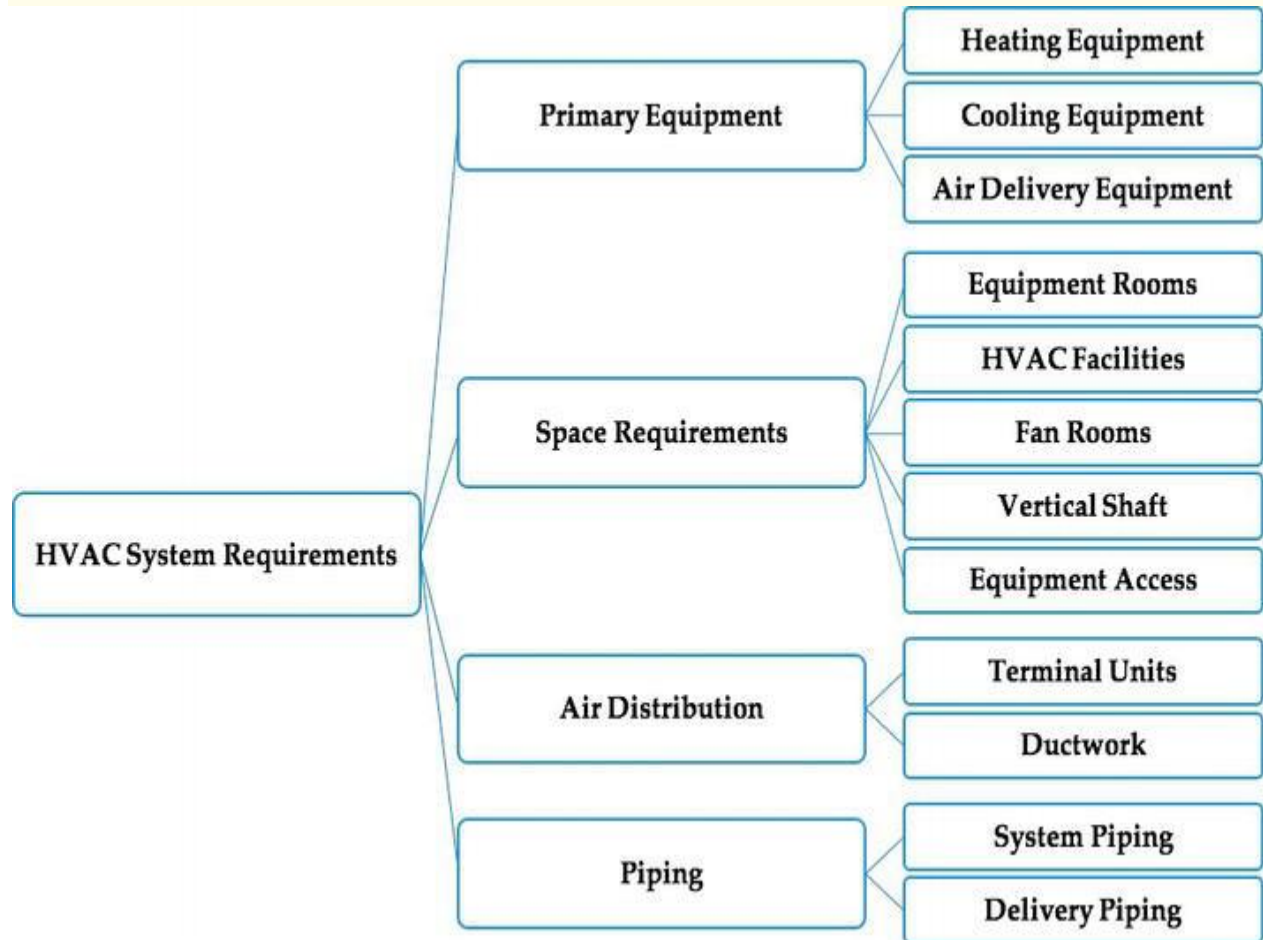 HVAC System Requirements
Primary Equipment
Heating Equipment
Cooling Equipment
Air Delivery Equipment
Space Requirements
Equipment Rooms
HVAC Facilities
Fan Rooms
Vertical Shaft
Equipment Access
Air Distribution
Terminal Units
Ductwork
Piping
System Piping
Delivery Piping